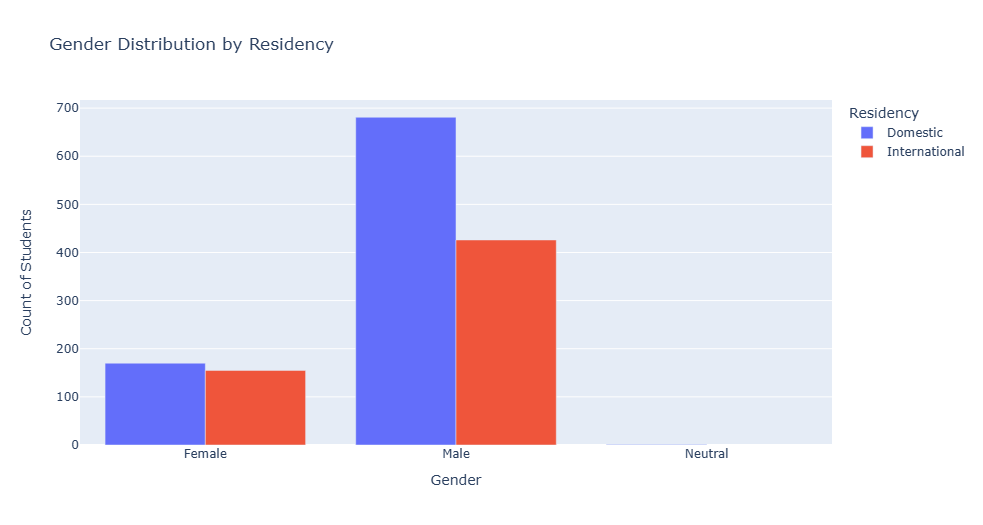 Gender Distribution by Residency
Residency
Domestic
International
Count of Students
700
600
500
400
300
200
100
0
Female
Male
Neutral
Gender